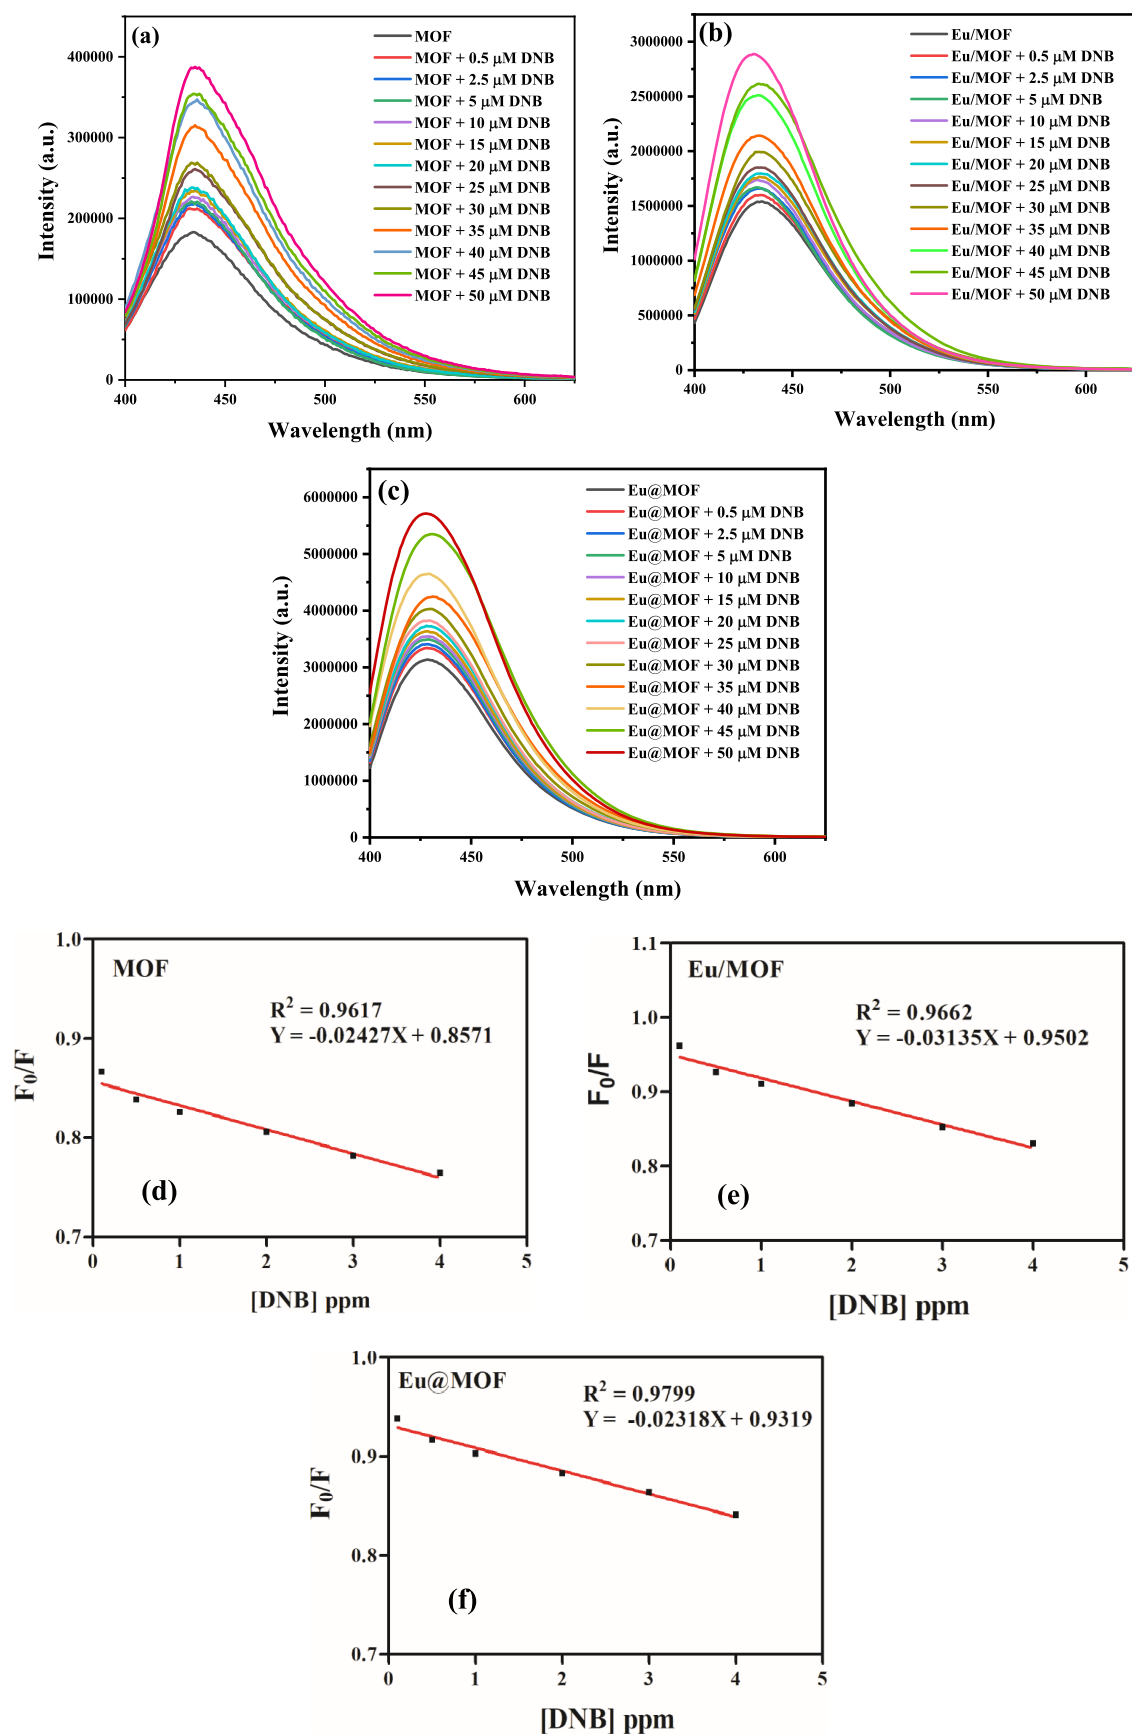 (a)
MOF
MOF + 0.5 μM DNB
MOF + 2.5 μM DNB
MOF + 5 μM DNB
MOF + 10 μM DNB
MOF + 15 μM DNB
MOF + 20 μM DNB
MOF + 25 μM DNB
MOF + 30 μM DNB
MOF + 35 μM DNB
MOF + 40 μM DNB
MOF + 45 μM DNB
MOF + 50 μM DNB
400000
300000
200000
100000
0
Intensity (a.u.)
400 450 500 550 600
Wavelength (nm)
(b)
Eu/MOF
Eu/MOF + 0.5 μM DNB
Eu/MOF + 2.5 μM DNB
Eu/MOF + 5 μM DNB
Eu/MOF + 10 μM DNB
Eu/MOF + 15 μM DNB
Eu/MOF + 20 μM DNB
Eu/MOF + 25 μM DNB
Eu/MOF + 30 μM DNB
Eu/MOF + 35 μM DNB
Eu/MOF + 40 μM DNB
Eu/MOF + 45 μM DNB
Eu/MOF + 50 μM DNB
3000000
2500000
2000000
1500000
1000000
500000
0
Intensity (a.u.)
400 450 500 550 600
Wavelength (nm)
(c)
Eu@MOF
Eu@MOF + 0.5 μM DNB
Eu@MOF + 2.5 μM DNB
Eu@MOF + 5 μM DNB
Eu@MOF + 10 μM DNB
Eu@MOF + 15 μM DNB
Eu@MOF + 20 μM DNB
Eu@MOF + 25 μM DNB
Eu@MOF + 30 μM DNB
Eu@MOF + 35 μM DNB
Eu@MOF + 40 μM DNB
Eu@MOF + 45 μM DNB
Eu@MOF + 50 μM DNB
6000000
5000000
4000000
3000000
2000000
1000000
0
Intensity (a.u.)
400 450 500 550 600
Wavelength (nm)
MOF
R² = 0.9617
Y = -0.02427X + 0.8571
1.0
0.9
0.8
0.7
F₀/F
(d)
0 1 2 3 4 5
[DNB] ppm
Eu/MOF
R² = 0.9662
Y = -0.03135X + 0.9502
1.1
1.0
0.9
0.8
0.7
F₀/F
(e)
0 1 2 3 4 5
[DNB] ppm
Eu@MOF
R² = 0.9799
Y = -0.02318X + 0.9319
1.0
0.9
0.8
0.7
F₀/F
(f)
0 1 2 3 4 5
[DNB] ppm